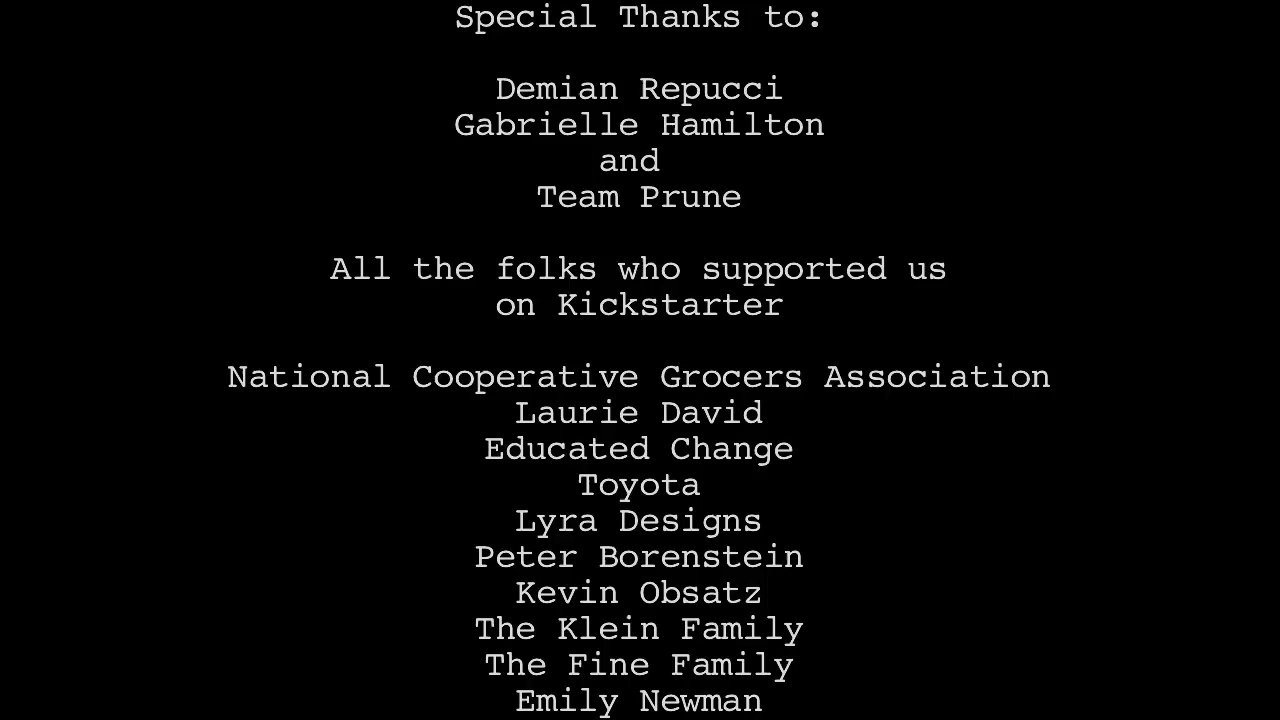 Special Thanks to:
Demian Repucci
Gabrielle Hamilton
and
Team Prune
All the folks who supported us
on Kickstarter
National Cooperative Grocers Association
Laurie David
Educated Change
Toyota
Lyra Designs
Peter Borenstein
Kevin Obsatz
The Klein Family
The Fine Family
Emily Newman